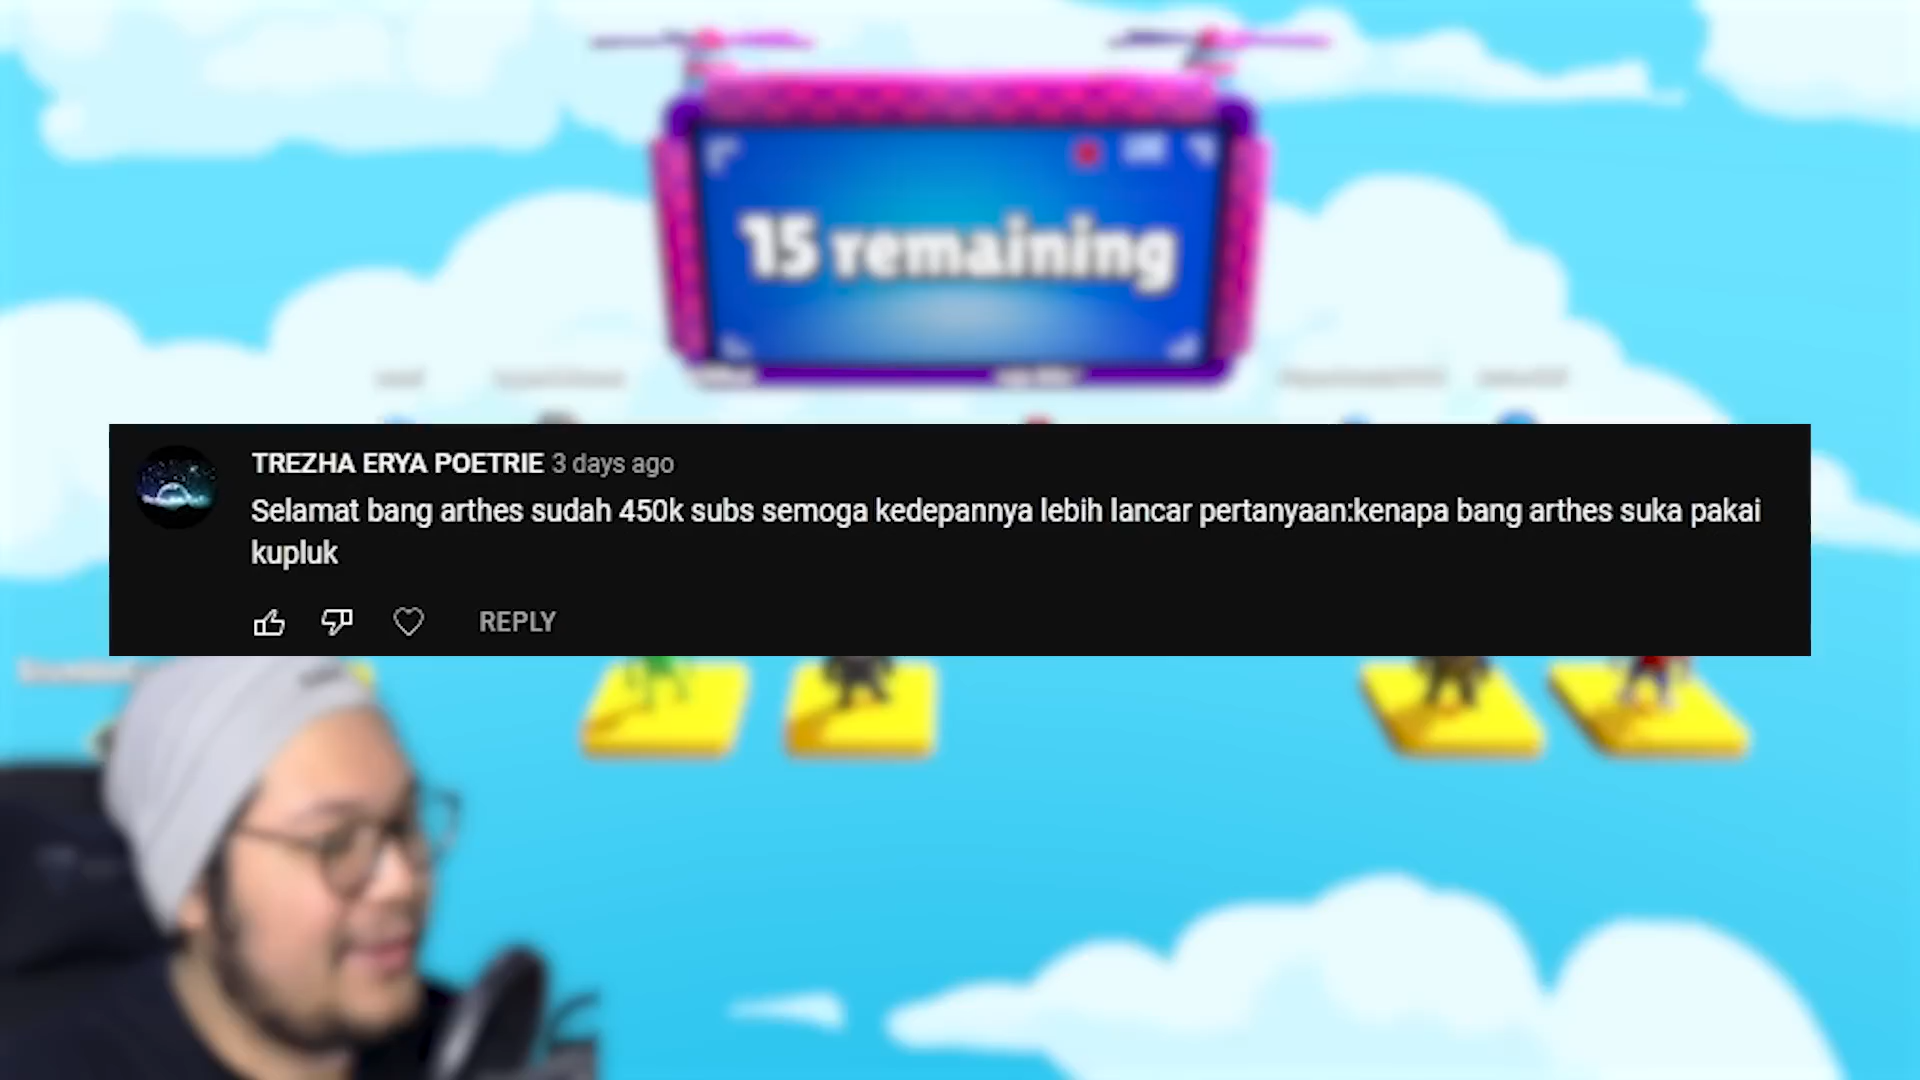 15 remaining
TREZHA ERYA POETRIE 3 days ago
Selamat bang arthes sudah 450k subs semoga kedepannya lebih lancar pertanyaan:kenapa bang arthes suka pakai
kupluk
REPLY